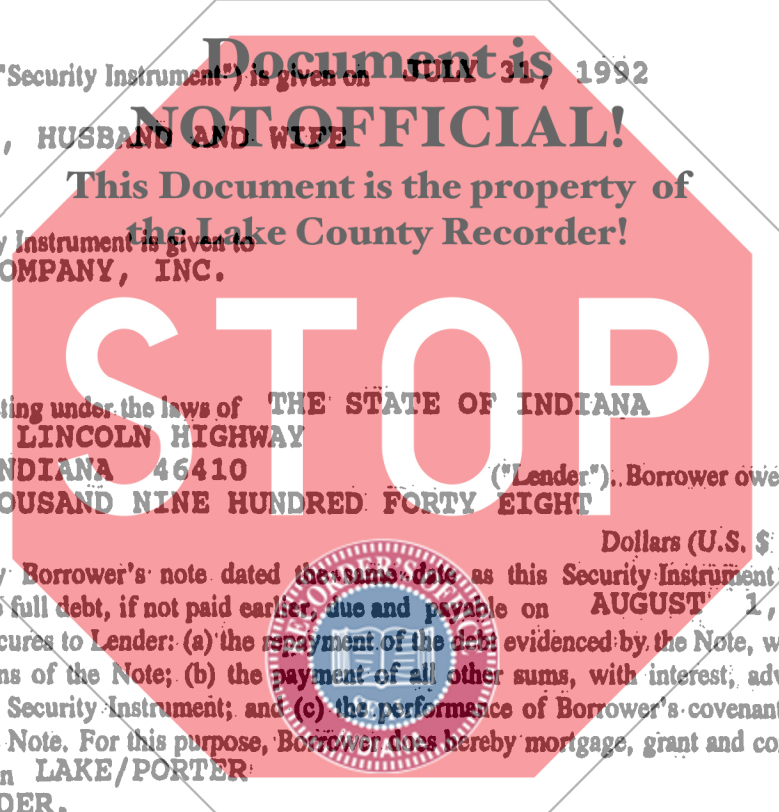 Document is
"Security Instrument") is given on JULY 31, 1992
NOT OFFICIAL!
, HUSBAND AND WIFE
This Document is the property of
the Lake County Recorder!
y Instrument is given to
OMPANY, INC.
STOP
ting under the laws of THE STATE OF INDIANA
LINCOLN HIGHWAY
NDIANA 46410 ("Lender"). Borrower owe
OUSAND NINE HUNDRED FORTY EIGHT
Dollars (U.S. $
y Borrower's note dated the same date as this Security Instrument
full debt, if not paid earlier, due and payable on AUGUST 1,
cures to Lender: (a) the repayment of the debt evidenced by the Note, w
ns of the Note; (b) the payment of all other sums, with interest, adv
Security Instrument; and (c) the performance of Borrower's covenant
Note. For this purpose, Borrower does hereby mortgage, grant and co
n LAKE/PORTER
DER.